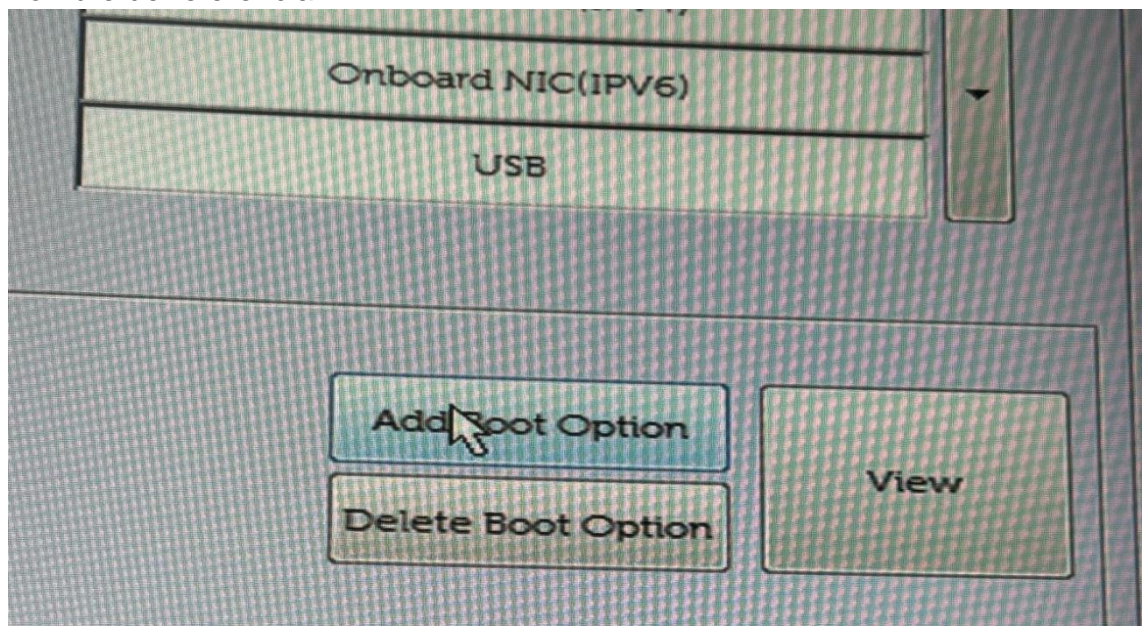 Onboard NIC(IPV6)
USB
Add Boot Option
Delete Boot Option
View